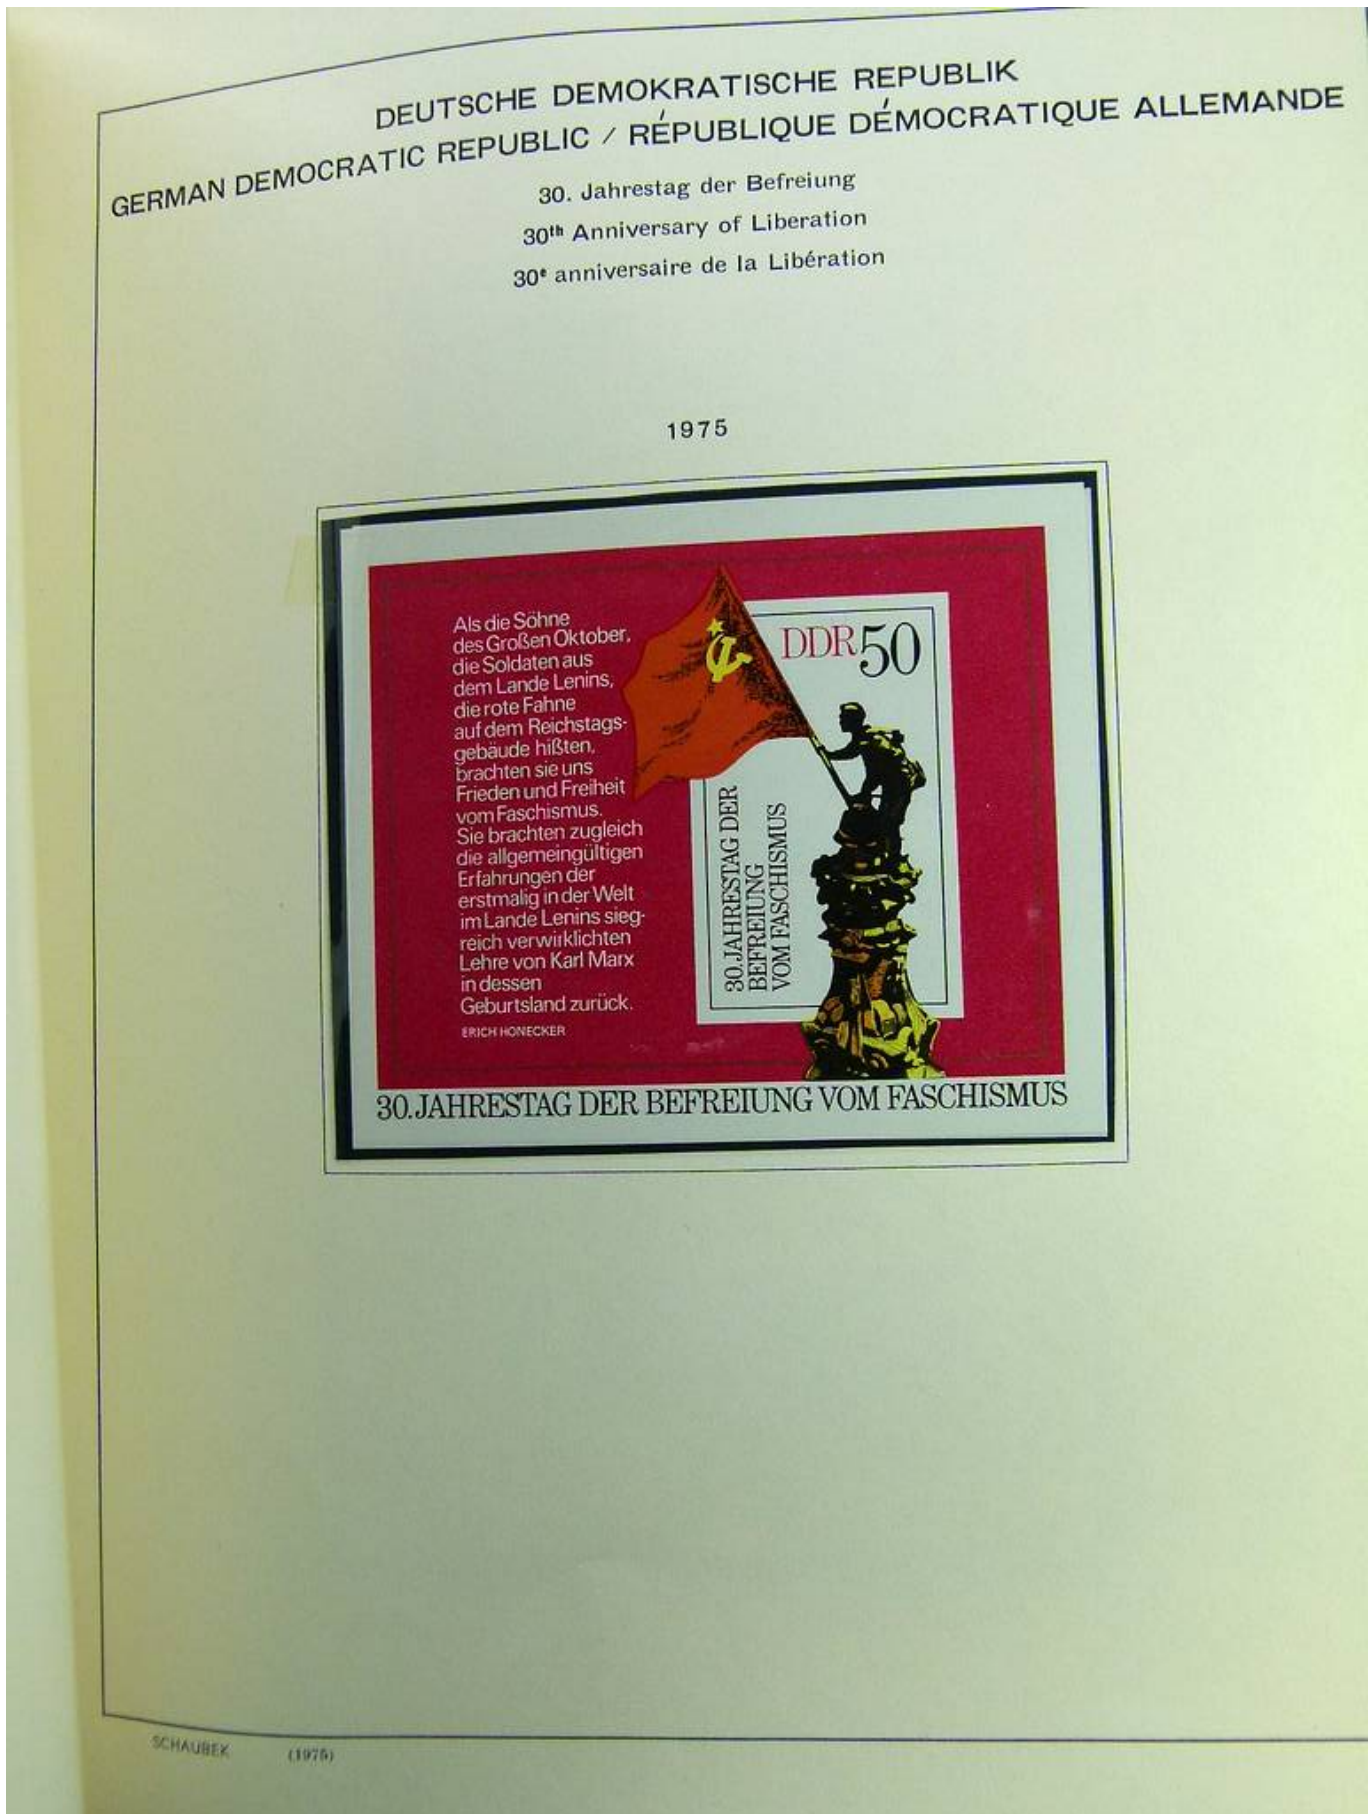 DEUTSCHE DEMOKRATISCHE REPUBLIK
GERMAN DEMOCRATIC REPUBLIC / RÉPUBLIQUE DÉMOCRATIQUE ALLEMANDE
30. Jahrestag der Befreiung
30th Anniversary of Liberation
30e anniversaire de la Libération
1975
Als die Söhne
des Großen Oktober,
die Soldaten aus
dem Lande Lenins,
die rote Fahne
auf dem Reichstags-
gebäude hißten,
brachten sie uns
Frieden und Freiheit
vom Faschismus.
Sie brachten zugleich
die allgemeingültigen
Erfahrungen der
erstmalig in der Welt
im Lande Lenins sieg-
reich verwirklichten
Lehre von Karl Marx
in dessen
Geburtsland zurück.
ERICH HONECKER
DDR 50
30. JAHRESTAG DER
BEFREIUNG
VOM FASCHISMUS
30. JAHRESTAG DER BEFREIUNG VOM FASCHISMUS
SCHAUBEK (1975)